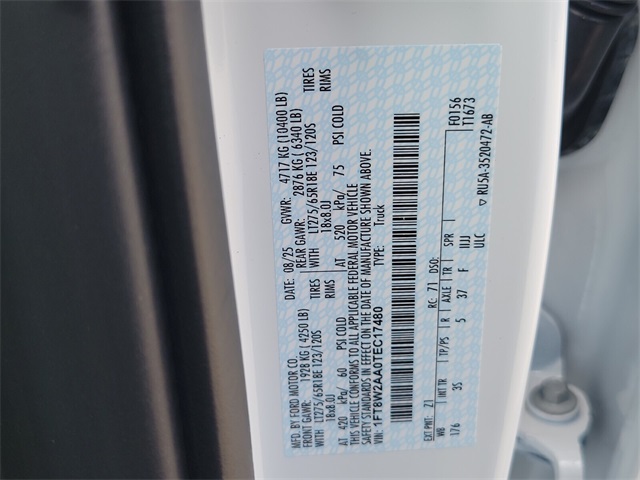 MFD. BY FORD MOTOR CO.
DATE: 08/25 GVWR: 4717 KG (10400 LB)
FRONT GAWR: 1928 KG (4250 LB) REAR GAWR: 2876 KG (6340 LB)
LT275/65R18E 123/120S TIRES WITH LT275/65R18E 123/120S TIRES
18x8.0J RIMS 18x8.0J RIMS
AT 420 kPa/ 60 PSI COLD AT 520 kPa/ 75 PSI COLD
THIS VEHICLE CONFORMS TO ALL APPLICABLE FEDERAL MOTOR VEHICLE
SAFETY STANDARDS IN EFFECT ON THE DATE OF MANUFACTURE SHOWN ABOVE.
VIN: 1FT8W2AA0TEC17480 TYPE: Truck
F0156
T1673
EXT PNT: Z1 RC: 71 DSO:
WB INT TR TP/PS R AXLE TR SPR
176 3S 5 37 F IIJJ
ULC
▽ RU5A-3520472-AB